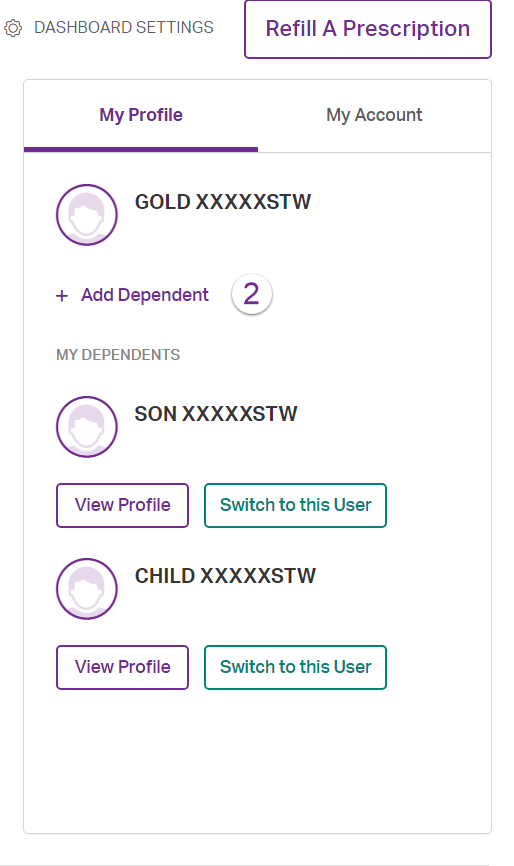 DASHBOARD SETTINGS
Refill A Prescription
My Profile
My Account
GOLD XXXXXSTW
+ Add Dependent
2
MY DEPENDENTS
SON XXXXXSTW
View Profile
Switch to this User
CHILD XXXXXSTW
View Profile
Switch to this User